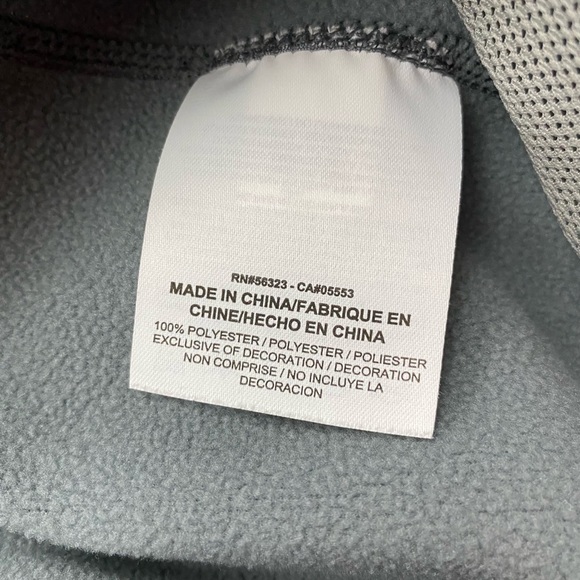 RN#56323 - CA#05553
MADE IN CHINA/FABRIQUE EN
CHINE/HECHO EN CHINA
100% POLYESTER / POLYESTER / POLIESTER
EXCLUSIVE OF DECORATION / DECORATION
NON COMPRISE / NO INCLUYE LA
DECORACION